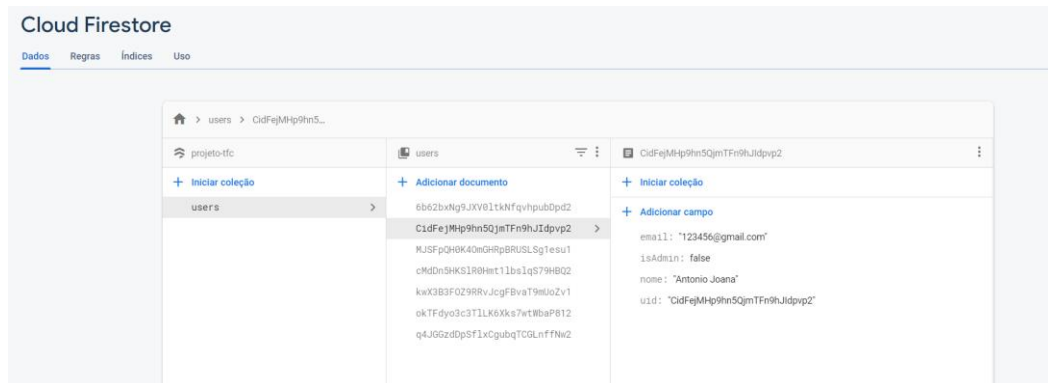 Cloud Firestore
Dados Regras Índices Uso
users > CidFejMHp9hn5...
projeto-tfc
+ Iniciar coleção
users
users
+ Adicionar documento
6b62bxNg9JXV0ltkNfqvhpubDpd2
CidFejMHp9hn5QjmTFn9hJIdpvp2
MJSFpQH0K4OmGHRpBRUSLSg1esu1
cMdDn5HKSlR0Hmt1lbslqS79HBQ2
kwX3B3FOZ9RRvJcgFBvaT9mUoZv1
okTFdyo3c3TlLK6Xks7wtWbaP812
q4JGGzdDpSflxCgubqTCGLnffNw2
CidFejMHp9hn5QjmTFn9hJIdpvp2
+ Iniciar coleção
+ Adicionar campo
email: "123456@gmail.com"
isAdmin: false
nome: "Antonio Joana"
uid: "CidFejMHp9hn5QjmTFn9hJIdpvp2"